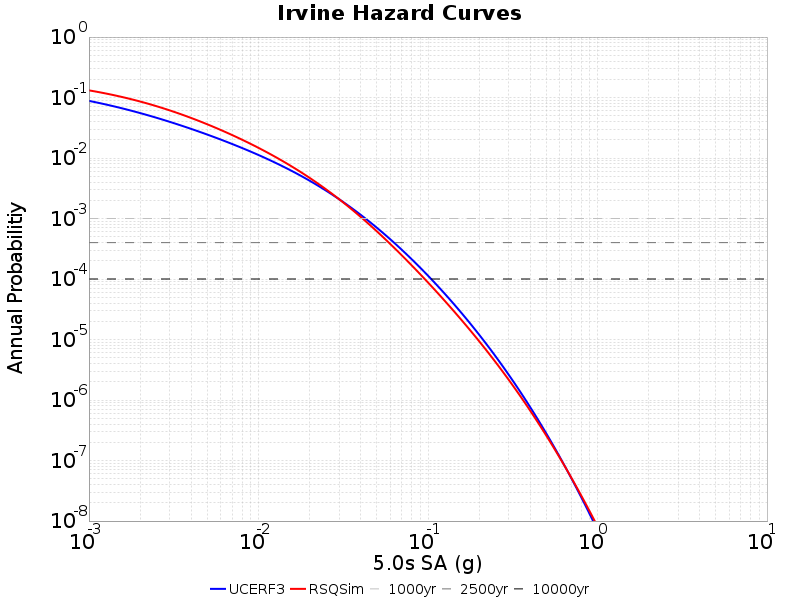 Irvine Hazard Curves
10^0
10^-1
10^-2
10^-3
10^-4
10^-5
10^-6
10^-7
10^-8
Annual Probabilitiy
10^-3 10^-2 10^-1 10^0 10^1
5.0s SA (g)
UCERF3 RSQSim 1000yr 2500yr 10000yr